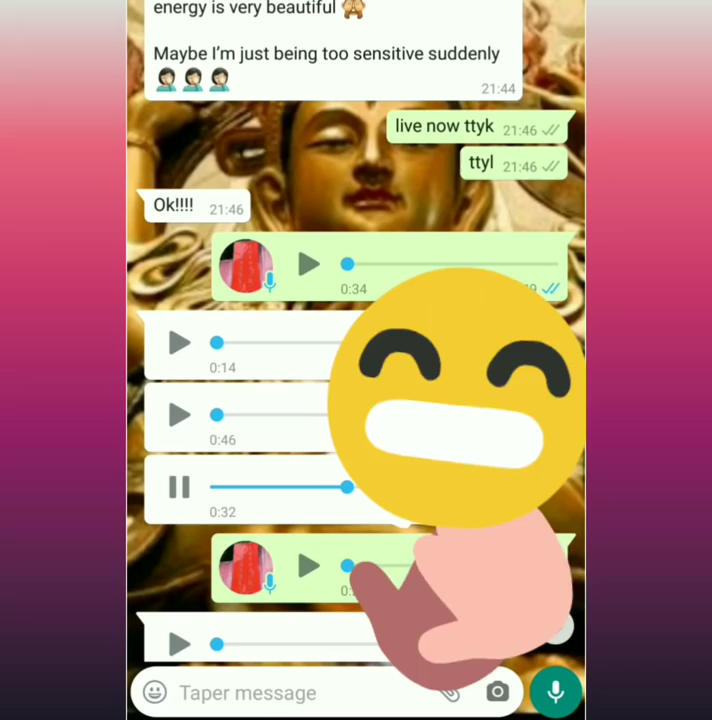 energy is very beautiful 🙈
Maybe I'm just being too sensitive suddenly
🤦🏻‍♀️🤦🏻‍♀️🤦🏻‍♀️
21:44
live now ttyk 21:46
ttyl 21:46
Ok!!!! 21:46
0:34
0:14
0:46
0:32
Taper message